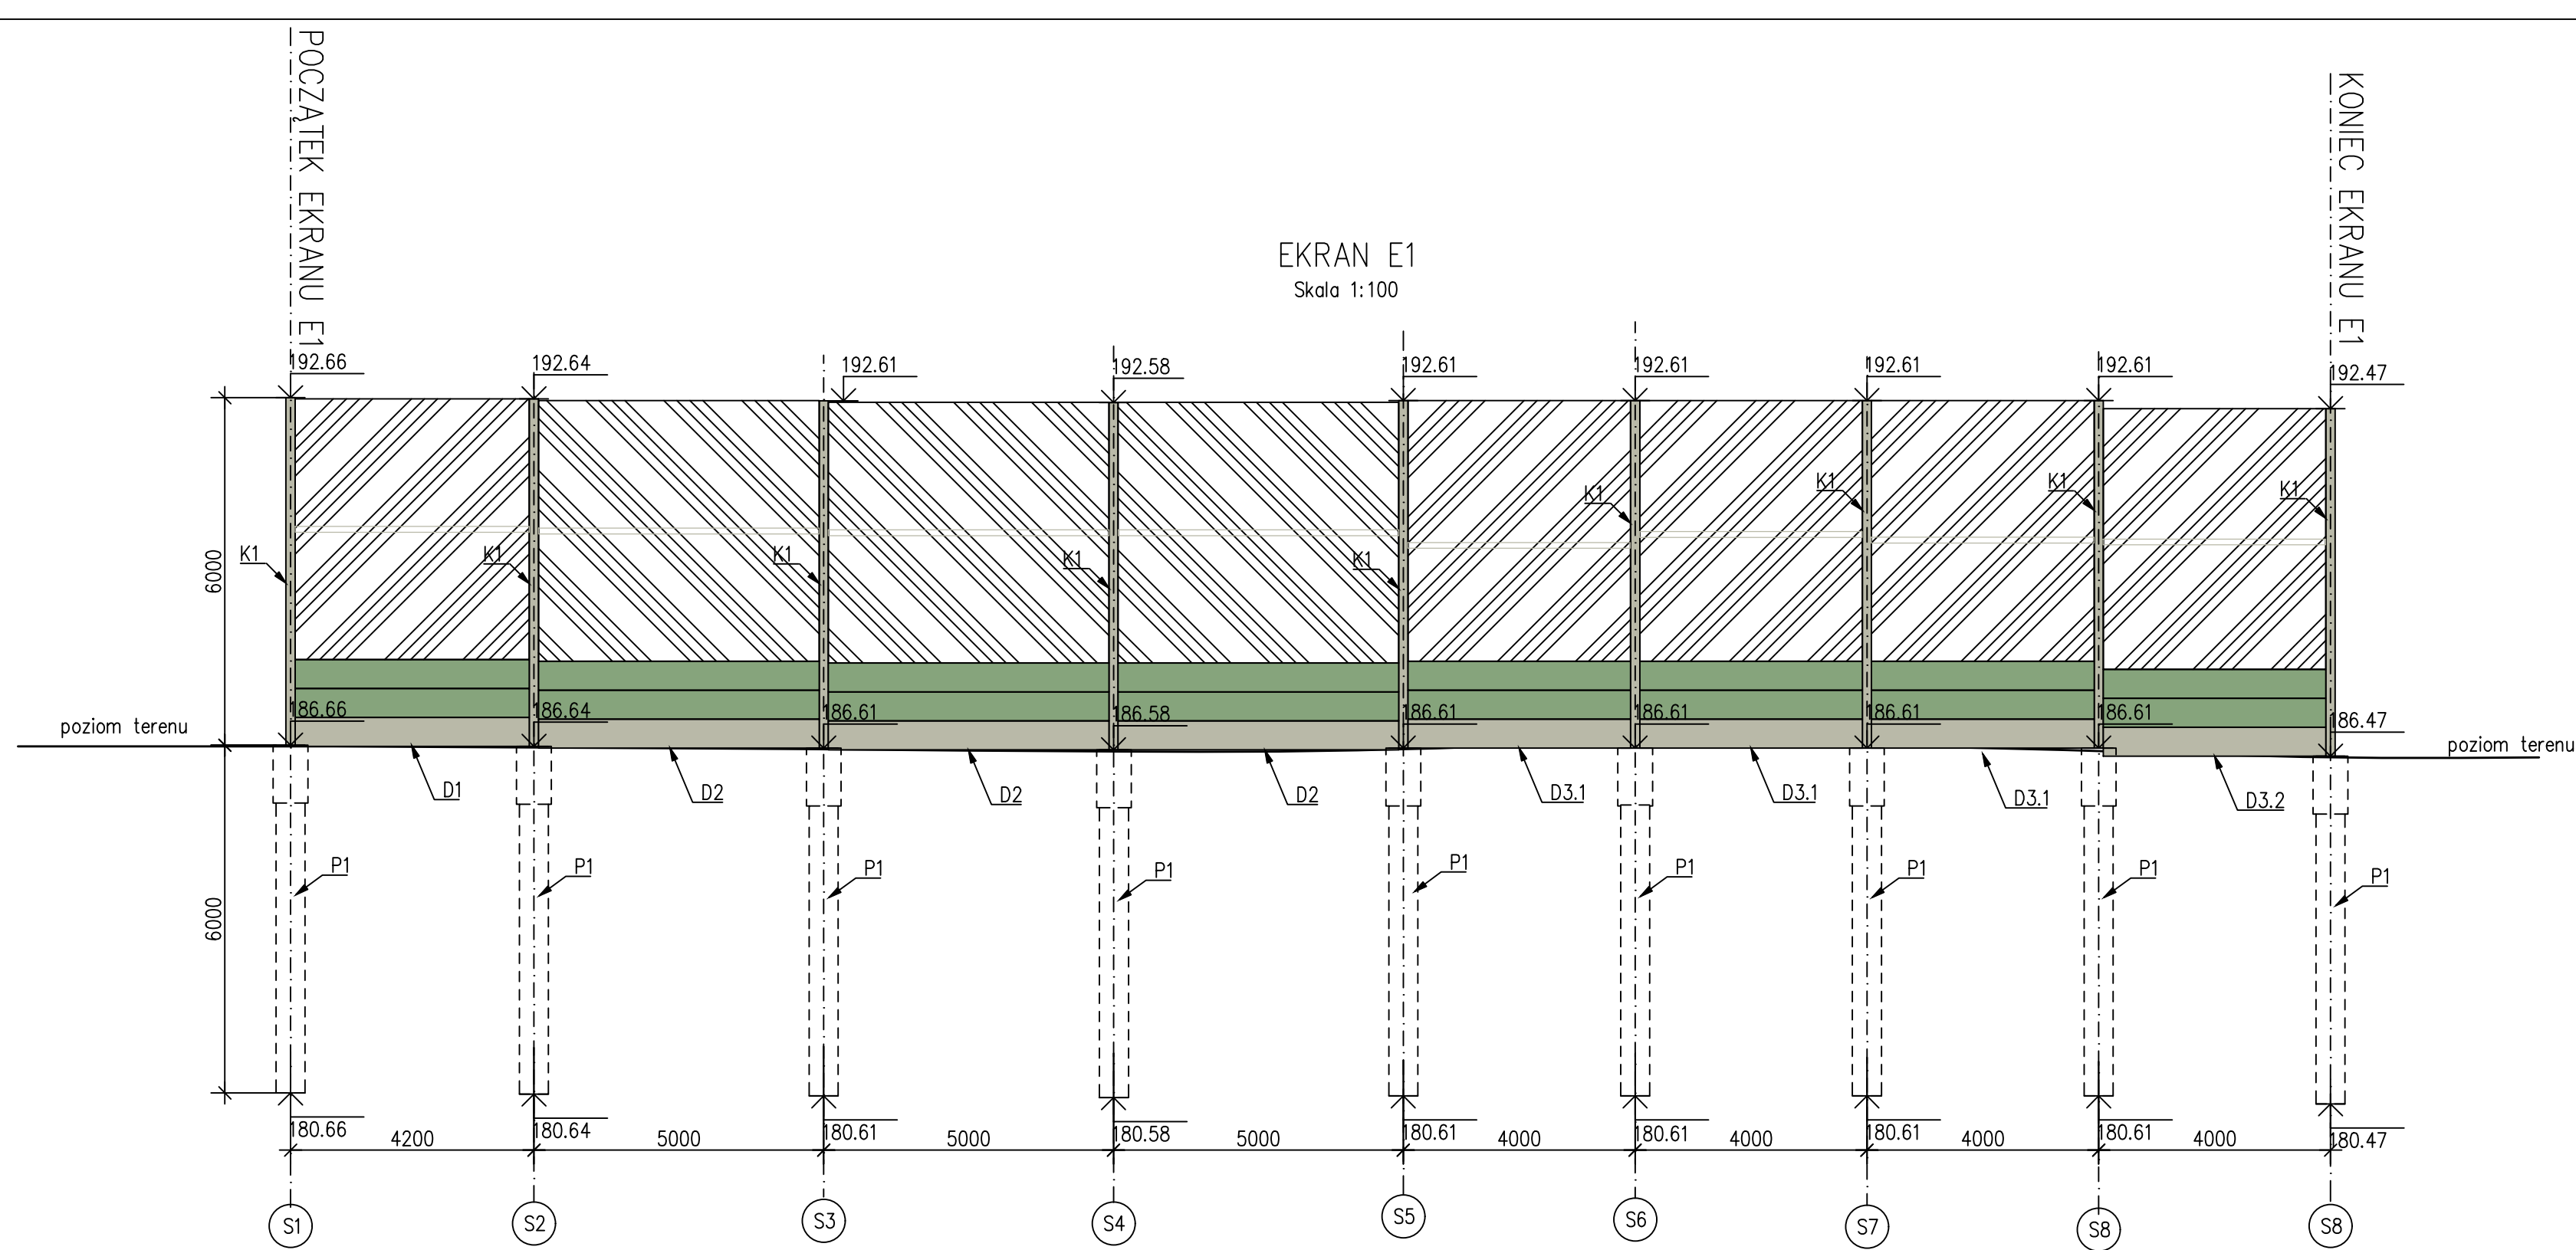 POCZĄTEK EKRANU E1
KONIEC EKRANU E1
EKRAN E1
Skala 1:100
192.66
192.64
192.61
192.58
192.61
192.61
192.61
192.61
192.47
K1
K1
K1
K1
K1
K1
K1
K1
K1
6000
186.66
186.64
186.61
186.58
186.61
186.61
186.61
186.61
186.47
poziom terenu
poziom terenu
D1
D2
D2
D2
D3.1
D3.1
D3.1
D3.2
P1
P1
P1
P1
P1
P1
P1
P1
P1
6000
180.66
180.64
180.61
180.58
180.61
180.61
180.61
180.61
180.47
4200
5000
5000
5000
4000
4000
4000
4000
S1
S2
S3
S4
S5
S6
S7
S8
S8